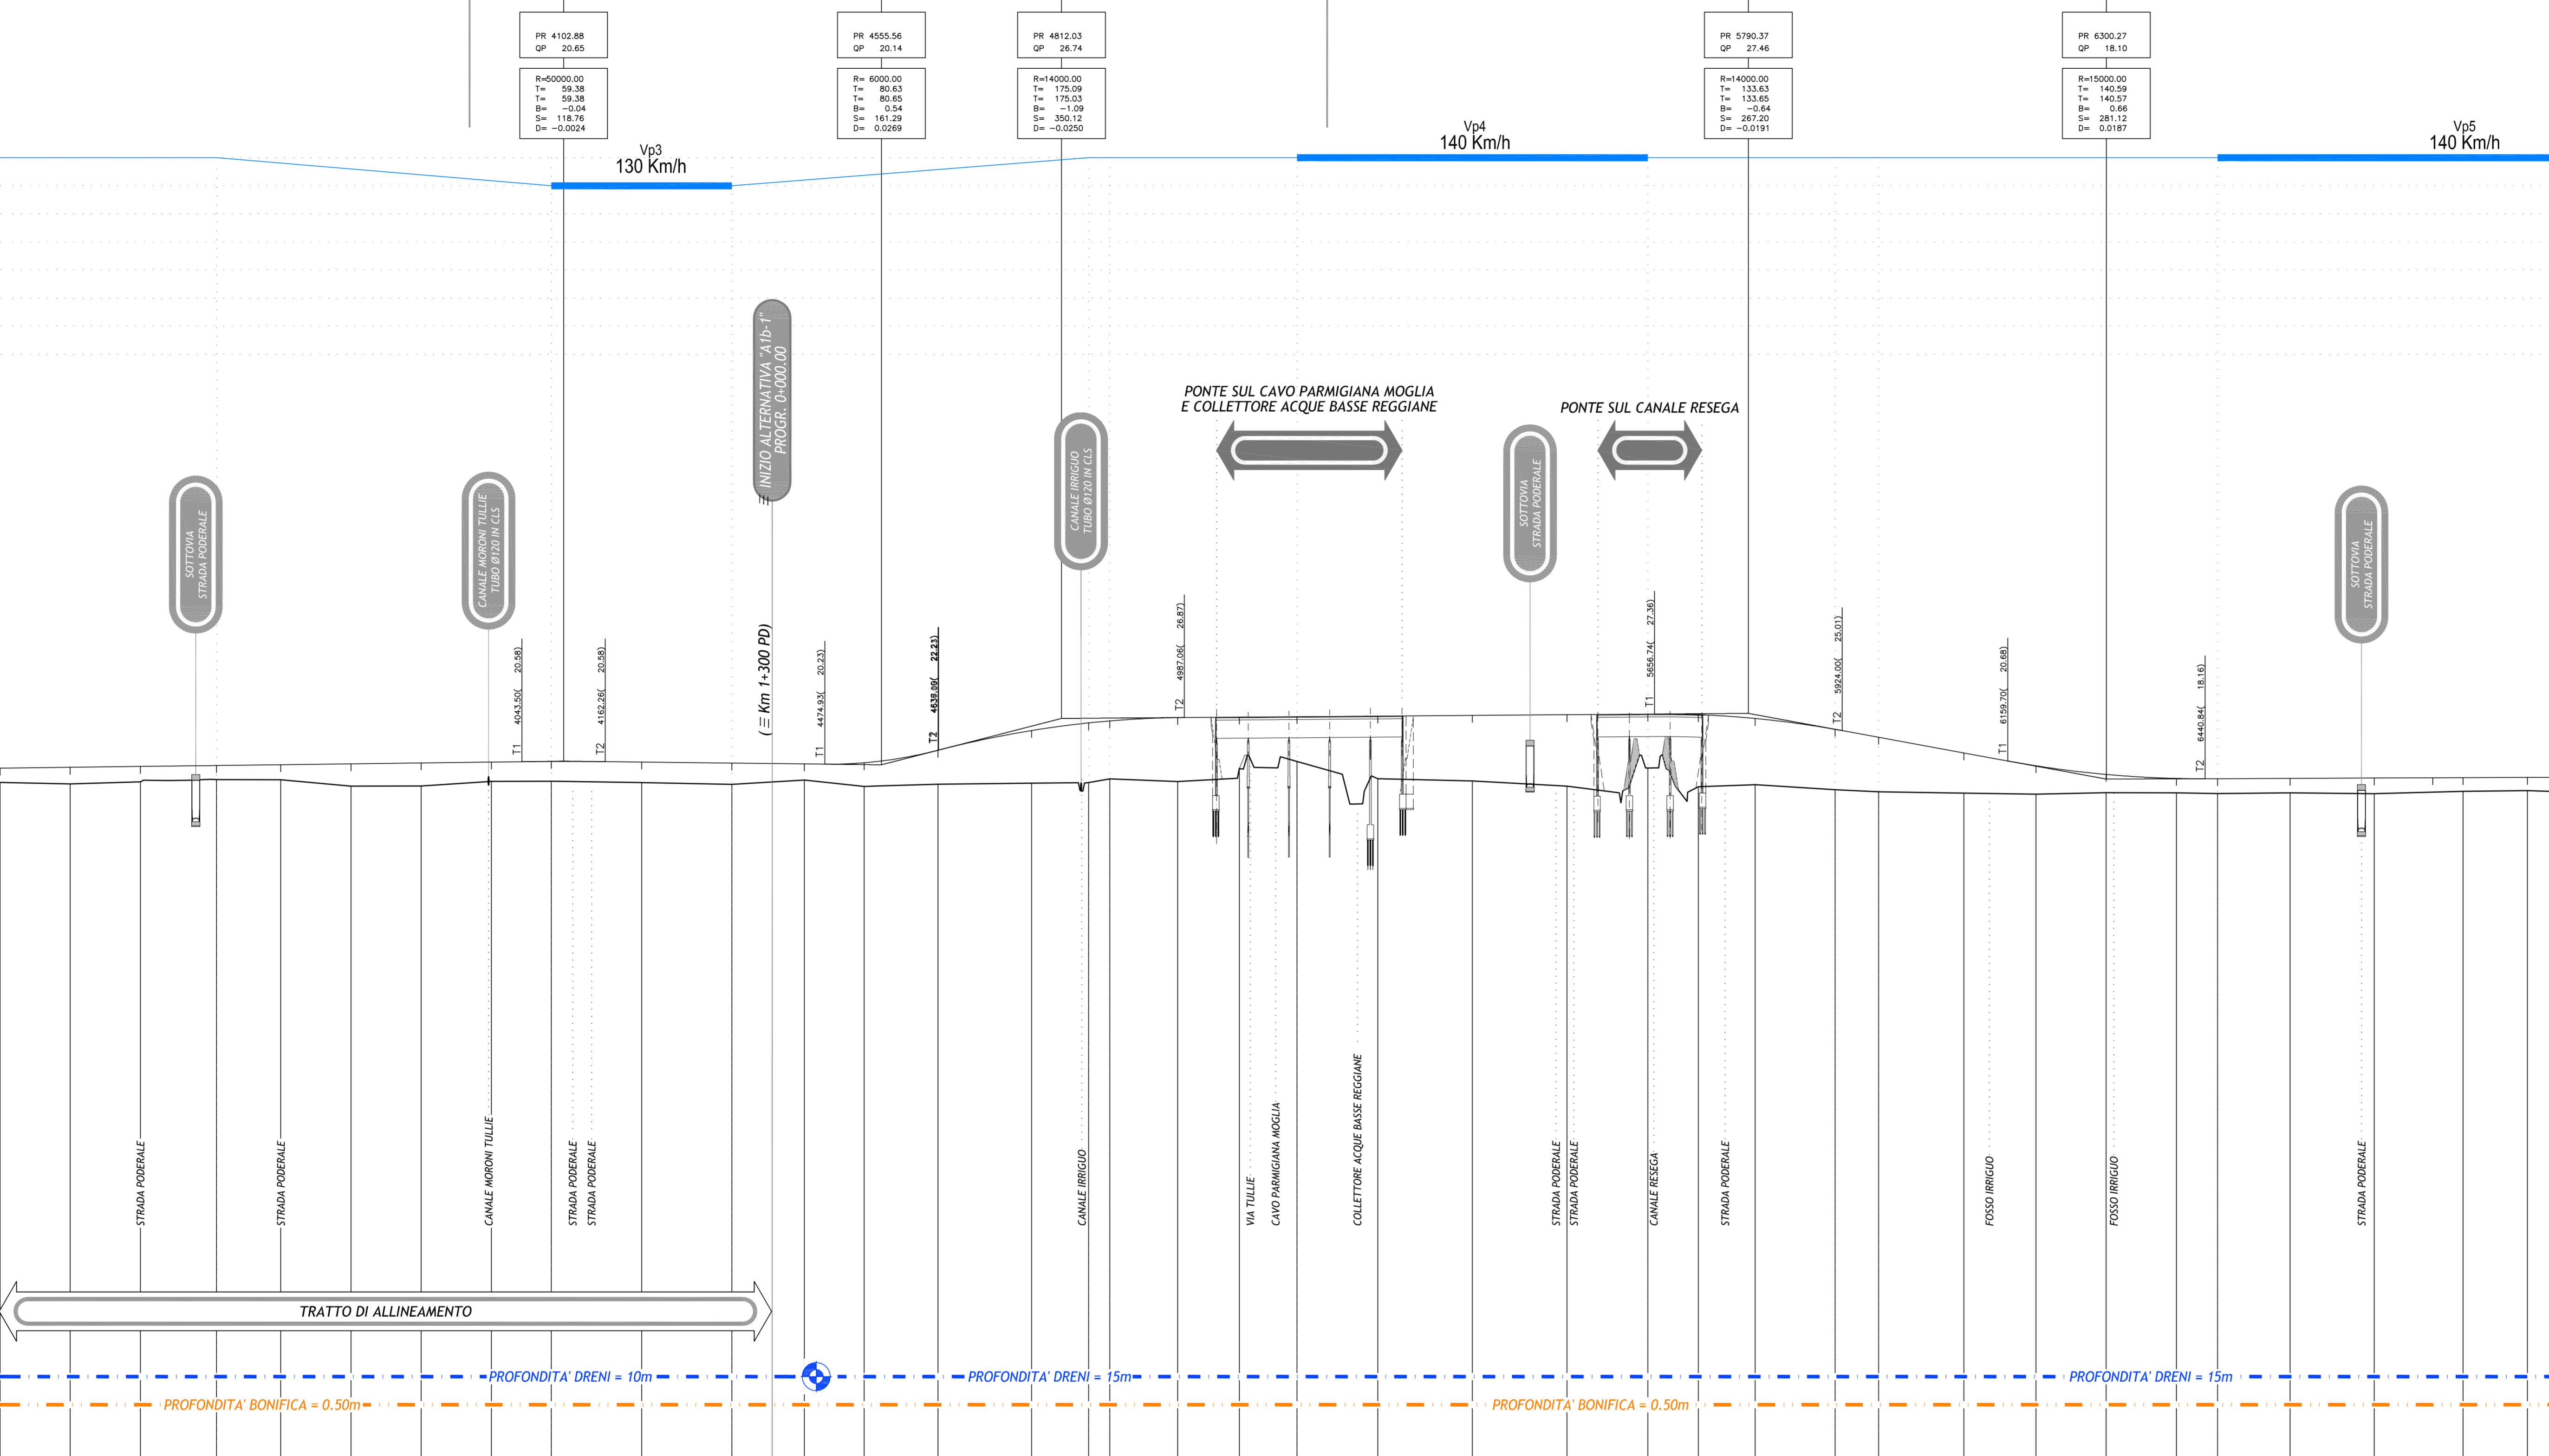 PR 4102.88
QP 20.65
R=50000.00
T= 59.38
T= 59.38
B= −0.04
S= 118.76
D= −0.0024
PR 4555.56
QP 20.14
R= 6000.00
T= 80.63
T= 80.65
B= 0.54
S= 161.29
D= 0.0269
PR 4812.03
QP 26.74
R=14000.00
T= 175.09
T= 175.03
B= −1.09
S= 350.12
D= −0.0250
PR 5790.37
QP 27.46
R=14000.00
T= 133.63
T= 133.65
B= −0.64
S= 267.20
D= −0.0191
PR 6300.27
QP 18.10
R=15000.00
T= 140.59
T= 140.57
B= 0.66
S= 281.12
D= 0.0187
Vp3
130 Km/h
Vp4
140 Km/h
Vp5
140 Km/h
SOTTOVIA
STRADA PODERALE
CANALE MORONI TULLIE
TUBO Ø120 IN CLS
≡ INIZIO ALTERNATIVA "A1b-1"
PROGR. 0+000.00
(≡ Km 1+300 PD)
CANALE IRRIGUO
TUBO Ø120 IN CLS
PONTE SUL CAVO PARMIGIANA MOGLIA
E COLLETTORE ACQUE BASSE REGGIANE
SOTTOVIA
STRADA PODERALE
PONTE SUL CANALE RESEGA
SOTTOVIA
STRADA PODERALE
T1 4043.50( 20.58)
T2 4162.26( 20.58)
T1 4474.93( 20.23)
T2 22.23)
T2 4987.06( 26.87)
T1 5656.74( 27.36)
T2 5924.00( 25.01)
T1 6159.70( 20.68)
T2 6440.84( 18.16)
STRADA PODERALE
STRADA PODERALE
CANALE MORONI TULLIE
STRADA PODERALE
STRADA PODERALE
CANALE IRRIGUO
VIA TULLIE
CAVO PARMIGIANA MOGLIA
COLLETTORE ACQUE BASSE REGGIANE
STRADA PODERALE
STRADA PODERALE
CANALE RESEGA
STRADA PODERALE
FOSSO IRRIGUO
FOSSO IRRIGUO
STRADA PODERALE
TRATTO DI ALLINEAMENTO
PROFONDITA' DRENI = 10m
PROFONDITA' DRENI = 15m
PROFONDITA' DRENI = 15m
PROFONDITA' BONIFICA = 0.50m
PROFONDITA' BONIFICA = 0.50m